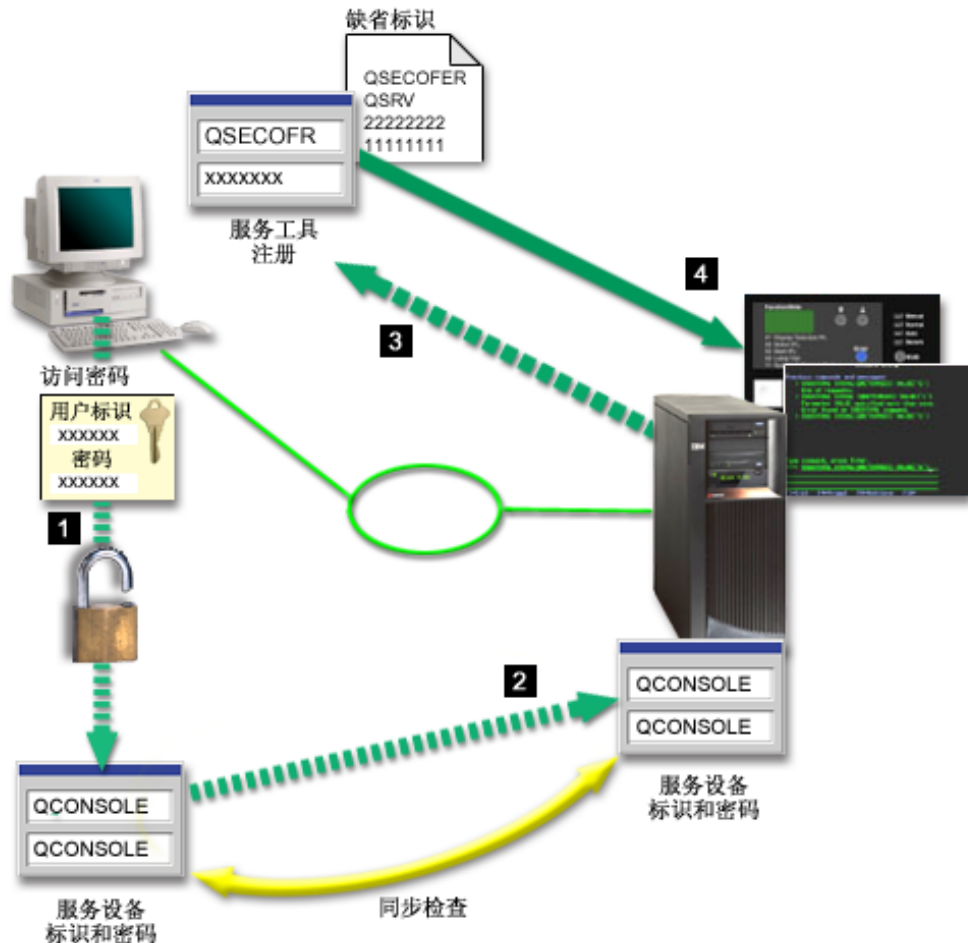 缺省标识
QSECOFER
QSRV
22222222
11111111
QSECOFR
xxxxxxx
服务工具
注册
4
3
访问密码
用户标识
xxxxxx
密码
xxxxxx
1
2
QCONSOLE
QCONSOLE
服务设备
标识和密码
QCONSOLE
QCONSOLE
服务设备
标识和密码
同步检查